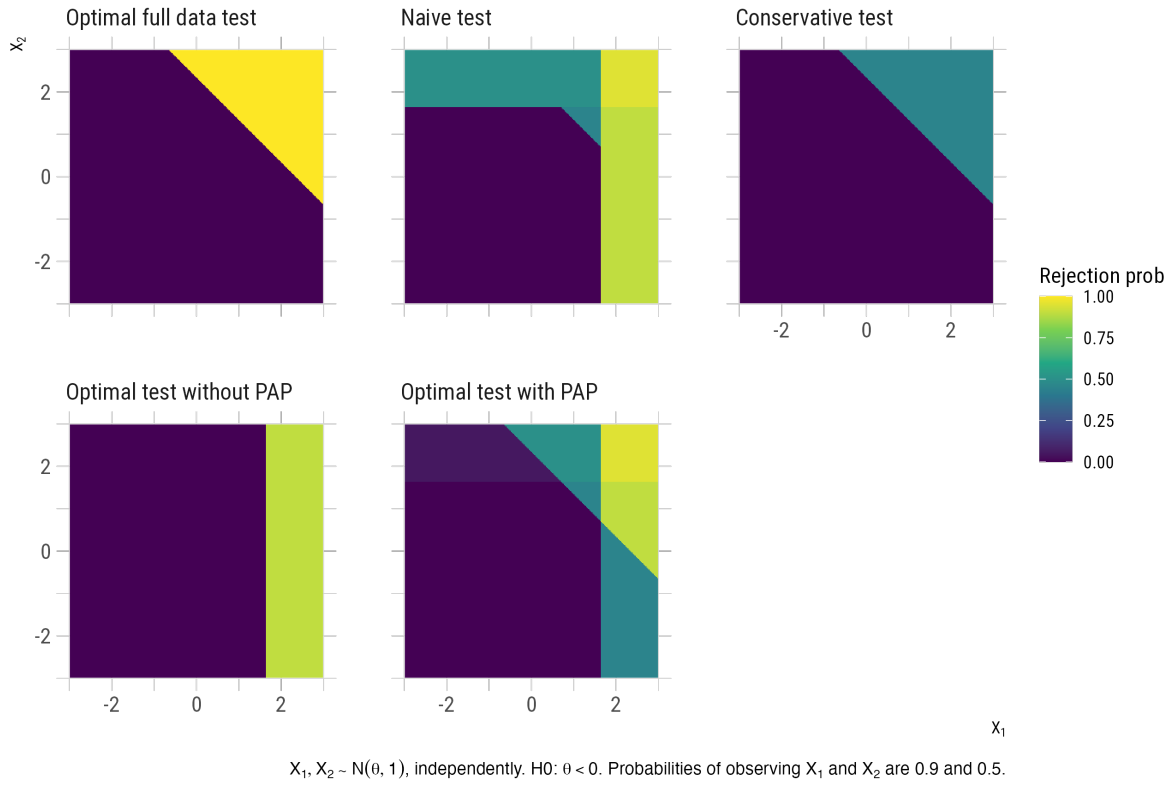 Optimal full data test
Naive test
Conservative test
X₂
2
0
-2
-2 0 2
Rejection prob
1.00
0.75
0.50
0.25
0.00
Optimal test without PAP
Optimal test with PAP
2
0
-2
-2 0 2
-2 0 2
X₁
X₁, X₂ ~ N(θ, 1), independently. H0: θ < 0. Probabilities of observing X₁ and X₂ are 0.9 and 0.5.